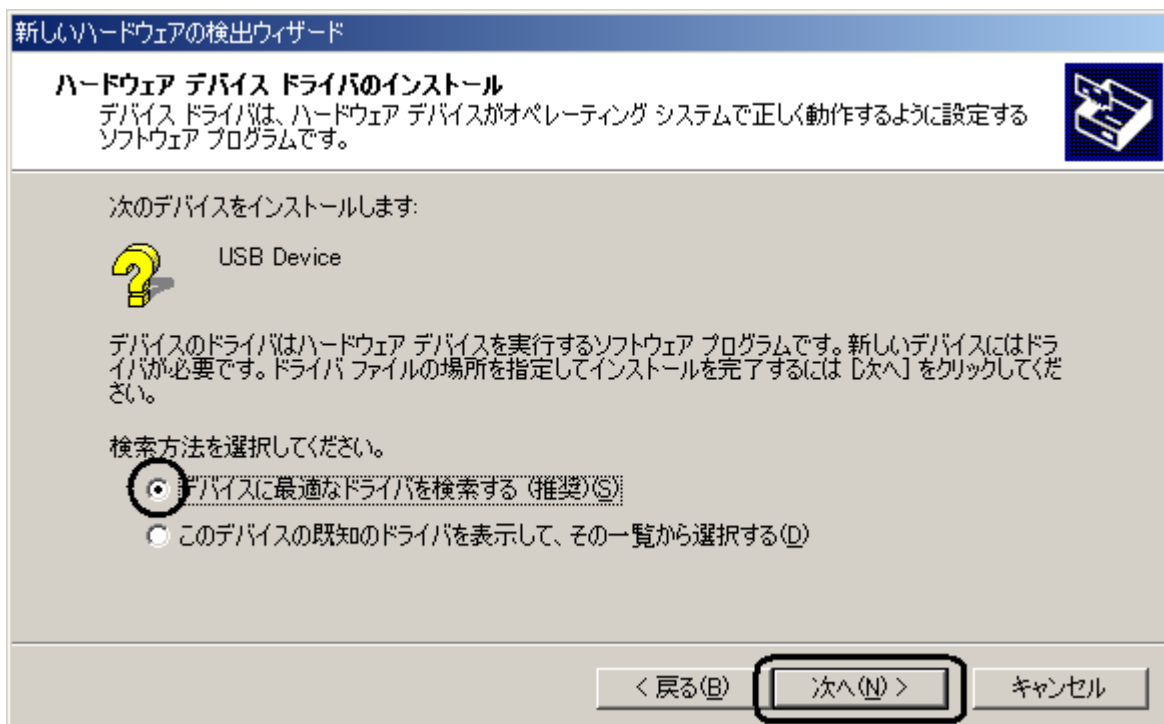 新しいハードウェアの検出ウィザード
ハードウェア デバイス ドライバのインストール
デバイス ドライバは、ハードウェア デバイスがオペレーティング システムで正しく動作するように設定する
ソフトウェア プログラムです。
次のデバイスをインストールします:
USB Device
デバイスのドライバはハードウェア デバイスを実行するソフトウェア プログラムです。新しいデバイスにはドラ
イバが必要です。ドライバ ファイルの場所を指定してインストールを完了するには [次へ] をクリックしてくだ
さい。
検索方法を選択してください。
デバイスに最適なドライバを検索する (推奨)(S)
このデバイスの既知のドライバを表示して、その一覧から選択する(D)
< 戻る(B) 次へ(N) > キャンセル